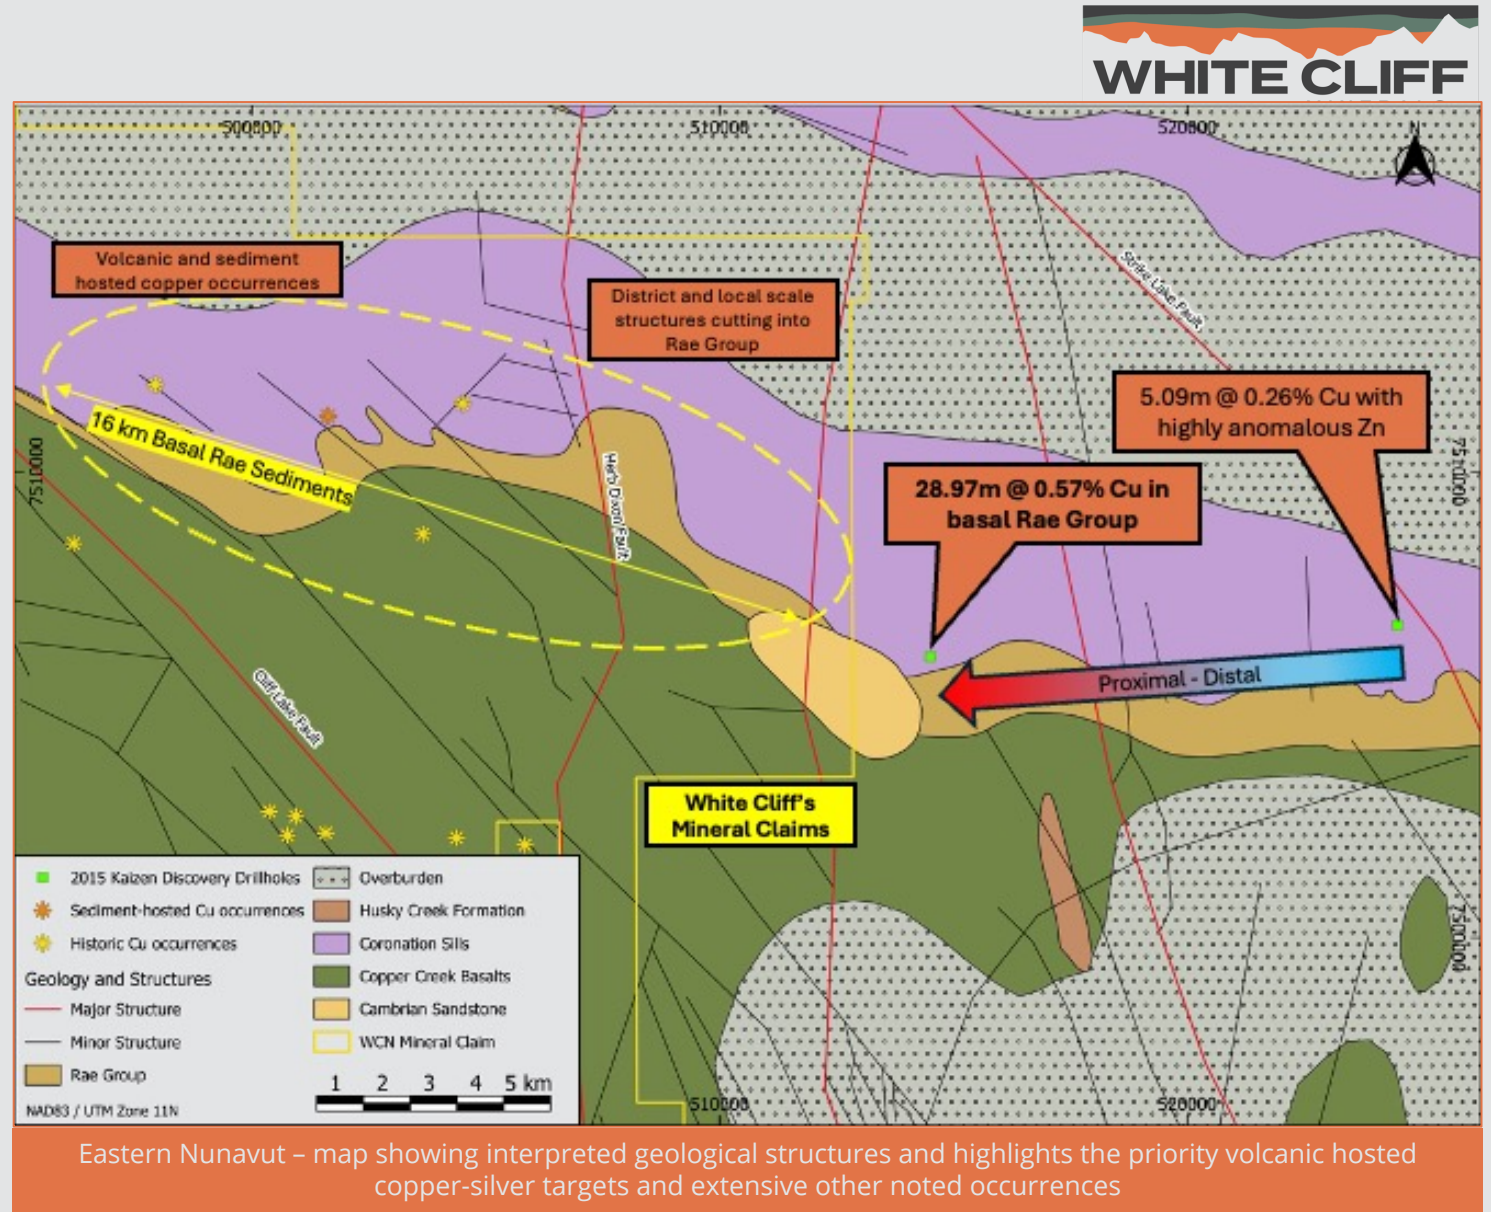 WHITE CLIFF
500000
510000
520000
N
Volcanic and sediment
hosted copper occurrences
District and local scale
structures cutting into
Rae Group
Strike Lake Fault
5.09m @ 0.26% Cu with
highly anomalous Zn
16 km Basal Rae Sediments
7510000
7510000
28.97m @ 0.57% Cu in
basal Rae Group
Herb Dixon Fault
Proximal - Distal
Cliff Lake Fault
White Cliff's
Mineral Claims
2015 Kaizen Discovery Drillholes
Sediment-hosted Cu occurrences
Historic Cu occurrences
Geology and Structures
Major Structure
Minor Structure
Rae Group
NAD83 / UTM Zone 11N
Overburden
Husky Creek Formation
Coronation Sills
Copper Creek Basalts
Cambrian Sandstone
WCN Mineral Claim
1 2 3 4 5 km
7500000
510000
520000
Eastern Nunavut – map showing interpreted geological structures and highlights the priority volcanic hosted
copper-silver targets and extensive other noted occurrences